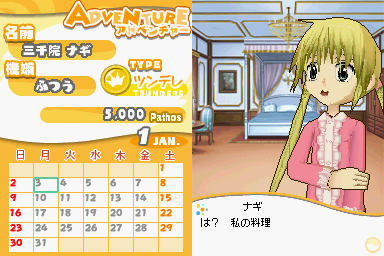 ADVENTURE
アドベンチャー
名前
三千院 ナギ
機嫌
ふつう
TYPE
ツンデレ
TSUNDERE
5,000 Pathos
1 JAN.
日 月 火 水 木 金 土
1
2 3 4 5 6 7 8
9 10 11 12 13 14 15
16 17 18 19 20 21 22
23 24 25 26 27 28 29
30 31
ナギ
は? 私の料理